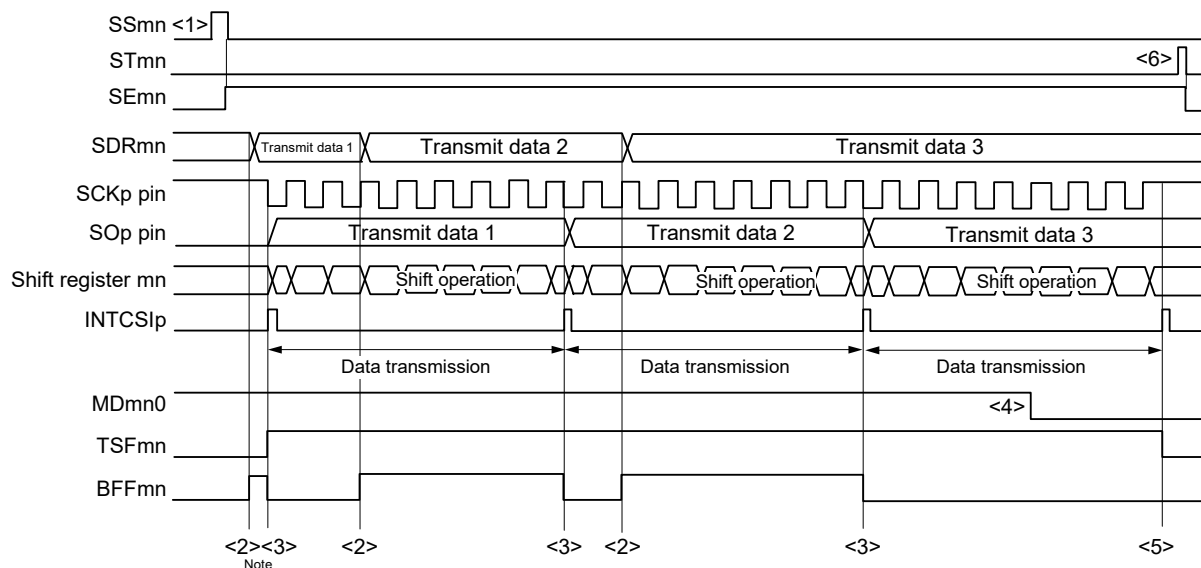 SSmn <1>
STmn <6>
SEmn
SDRmn Transmit data 1 Transmit data 2 Transmit data 3
SCKp pin
SOp pin Transmit data 1 Transmit data 2 Transmit data 3
Shift register mn Shift operation Shift operation Shift operation
INTCSIp
Data transmission Data transmission Data transmission
MDmn0 <4>
TSFmn
BFFmn
<2> <3> <2> <3> <2> <3> <5>
Note